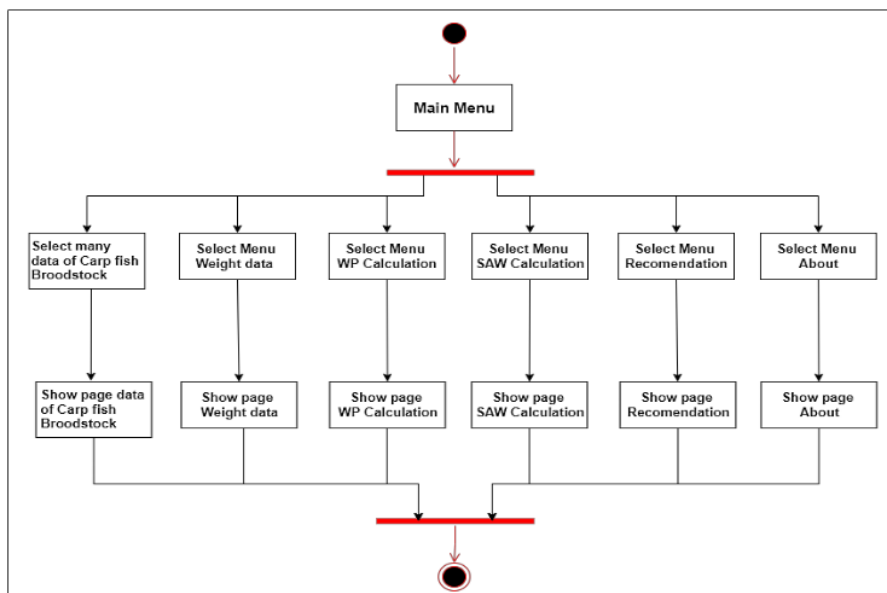 Main Menu
Select many
data of Carp fish
Broodstock
Select Menu
Weight data
Select Menu
WP Calculation
Select Menu
SAW Calculation
Select Menu
Recomendation
Select Menu
About
Show page data
of Carp fish
Broodstock
Show page
Weight data
Show page
WP Calculation
Show page
SAW Calculation
Show page
Recomendation
Show page
About